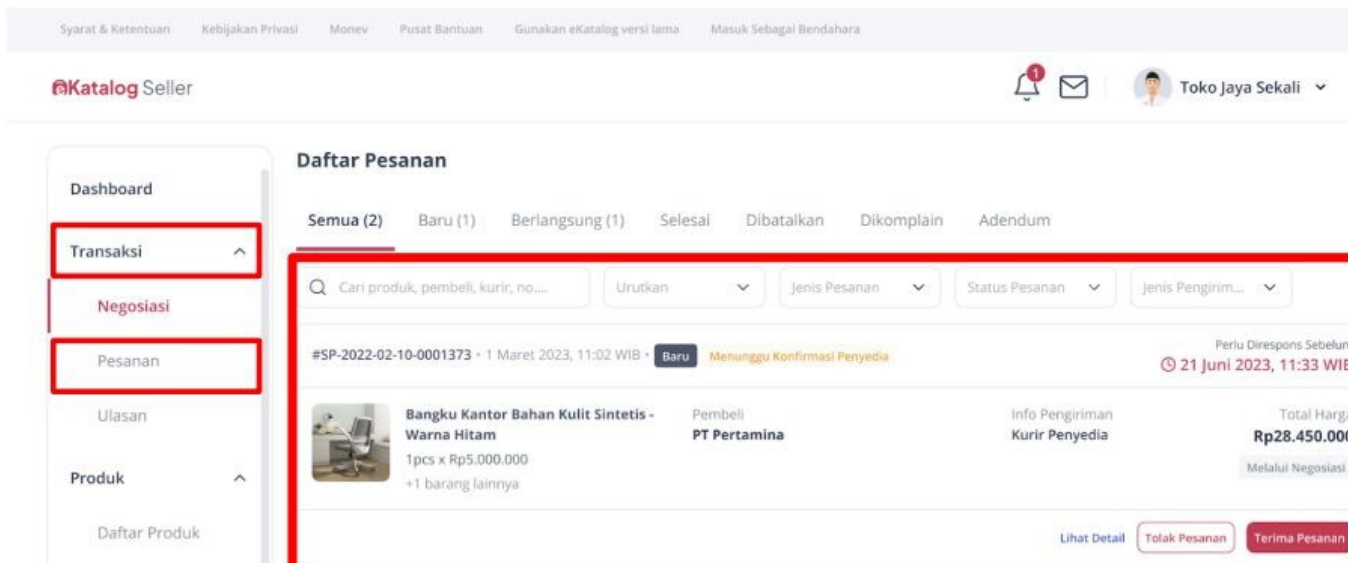 Syarat & Ketentuan Kebijakan Privasi Monev Pusat Bantuan Gunakan eKatalog versi lama Masuk Sebagai Bendahara
eKatalog Seller
1
Toko Jaya Sekali
Dashboard
Transaksi
Negosiasi
Pesanan
Ulasan
Produk
Daftar Produk
Daftar Pesanan
Semua (2) Baru (1) Berlangsung (1) Selesai Dibatalkan Dikomplain Adendum
Cari produk, pembeli, kurir, no.... Urutkan Jenis Pesanan Status Pesanan Jenis Pengirim...
#SP-2022-02-10-0001373 • 1 Maret 2023, 11:02 WIB • Baru Menunggu Konfirmasi Penyedia
Perlu Direspons Sebelum
21 Juni 2023, 11:33 WIB
Bangku Kantor Bahan Kulit Sintetis -
Warna Hitam
1pcs x Rp5.000.000
+1 barang lainnya
Pembeli
PT Pertamina
Info Pengiriman
Kurir Penyedia
Total Harga
Rp28.450.000
Melalui Negosiasi
Lihat Detail Tolak Pesanan Terima Pesanan